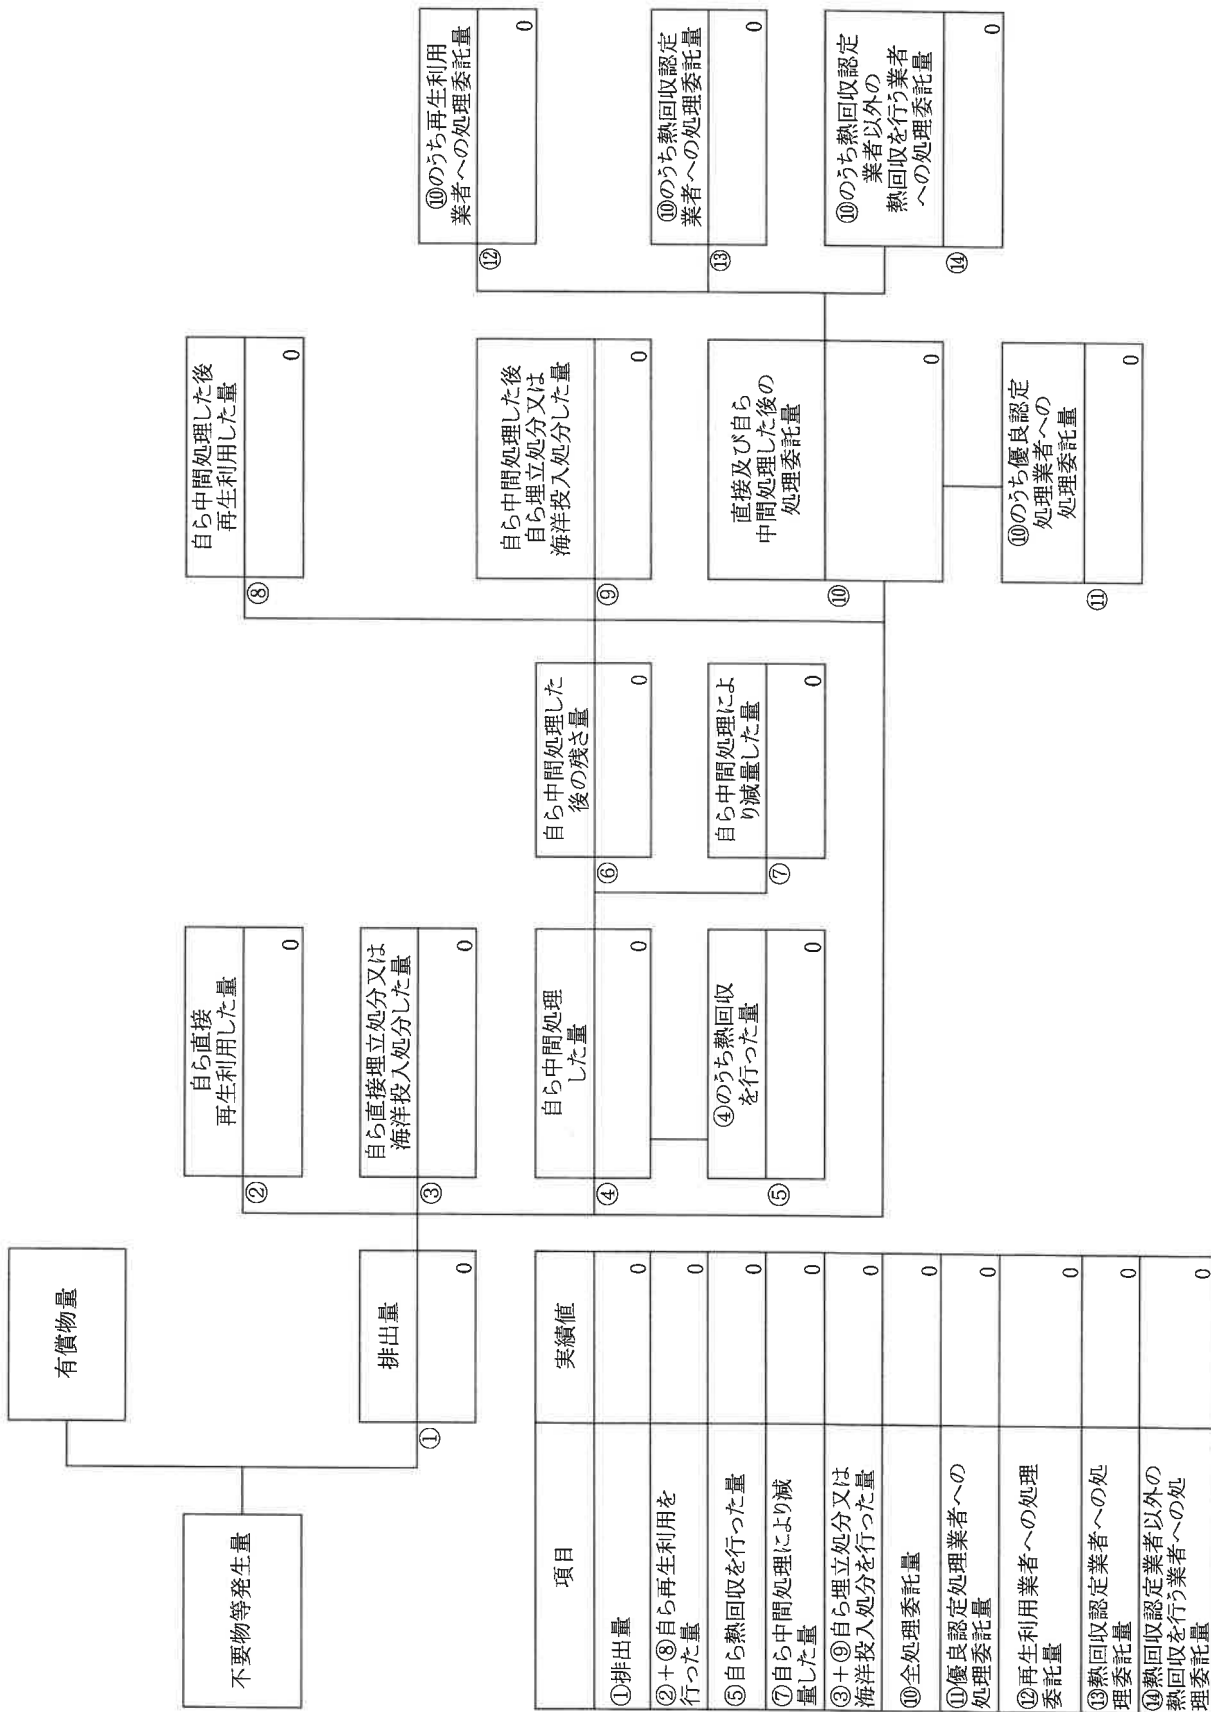 不要物等発生量
有償物量
①
排出量
0
②
自ら直接
再生利用した量
0
③
自ら直接埋立処分又は
海洋投入処分した量
0
④
自ら中間処理
した量
0
⑤
④のうち熱回収
を行った量
0
⑥
自ら中間処理した
後の残さ量
0
⑦
自ら中間処理によ
り減量した量
0
⑧
自ら中間処理した後
再生利用した量
0
⑨
自ら中間処理した後
自ら埋立処分又は
海洋投入処分した量
0
⑩
直接及び自ら
中間処理した後の
処理委託量
0
⑪
⑩のうち優良認定
処理業者への
処理委託量
0
⑫
⑩のうち再生利用
業者への処理委託量
0
⑬
⑩のうち熱回収認定
業者への処理委託量
0
⑭
⑩のうち熱回収認定
業者以外の
熱回収を行う業者
への処理委託量
0
項目 実績値
①排出量 0
②+⑧自ら再生利用を
行った量 0
⑤自ら熱回収を行った量 0
⑦自ら中間処理により減
量した量 0
③+⑨自ら埋立処分又は
海洋投入処分を行った量 0
⑩全処理委託量 0
⑪優良認定処理業者への
処理委託量 0
⑫再生利用業者への処理
委託量 0
⑬熱回収認定業者への処
理委託量 0
⑭熱回収認定業者以外の
熱回収を行う業者への処
理委託量 0